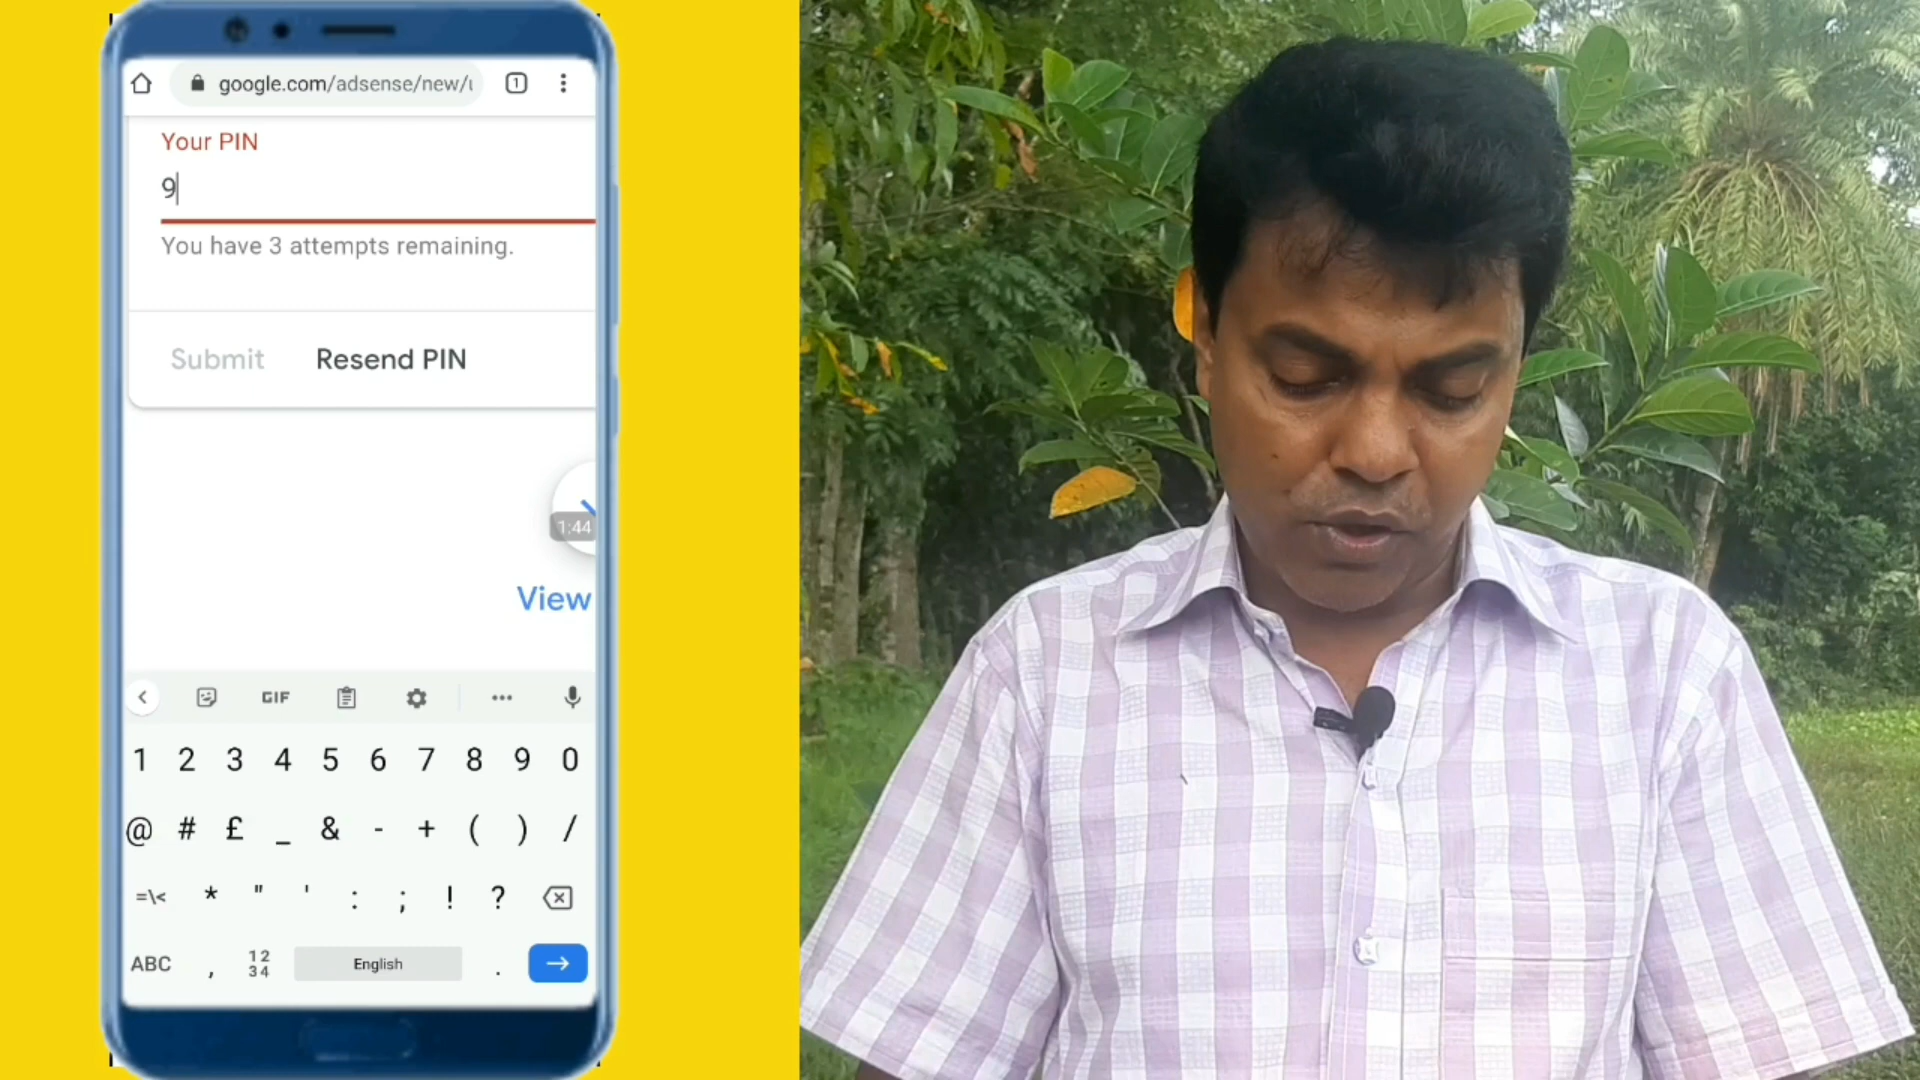 google.com/adsense/new/u
1
Your PIN
9
You have 3 attempts remaining.
Submit Resend PIN
1:44
View
GIF
1 2 3 4 5 6 7 8 9 0
@ # £ _ & - + ( ) /
=\< * " ' : ; ! ?
ABC , 12 34 English .